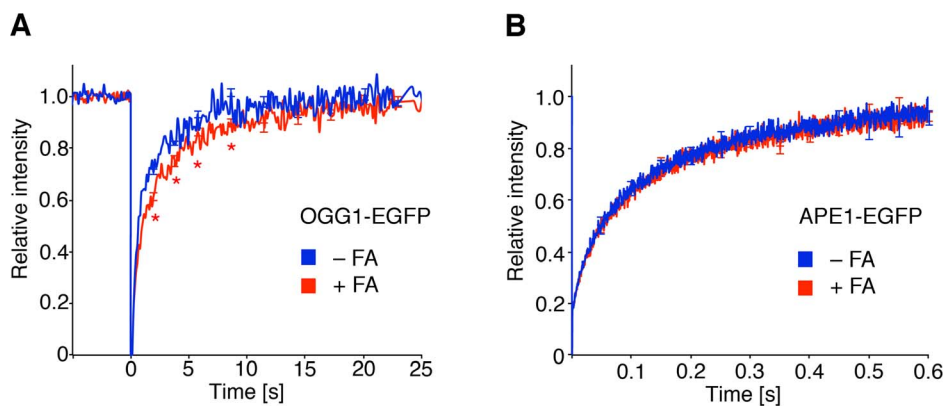 A
Relative intensity
1.0
0.8
0.6
0.4
0.2
0
*
*
*
*
OGG1-EGFP
– FA
+ FA
0 5 10 15 20 25
Time [s]
B
Relative intensity
1.0
0.8
0.6
0.4
0.2
0
APE1-EGFP
– FA
+ FA
0.1 0.2 0.3 0.4 0.5 0.6
Time [s]